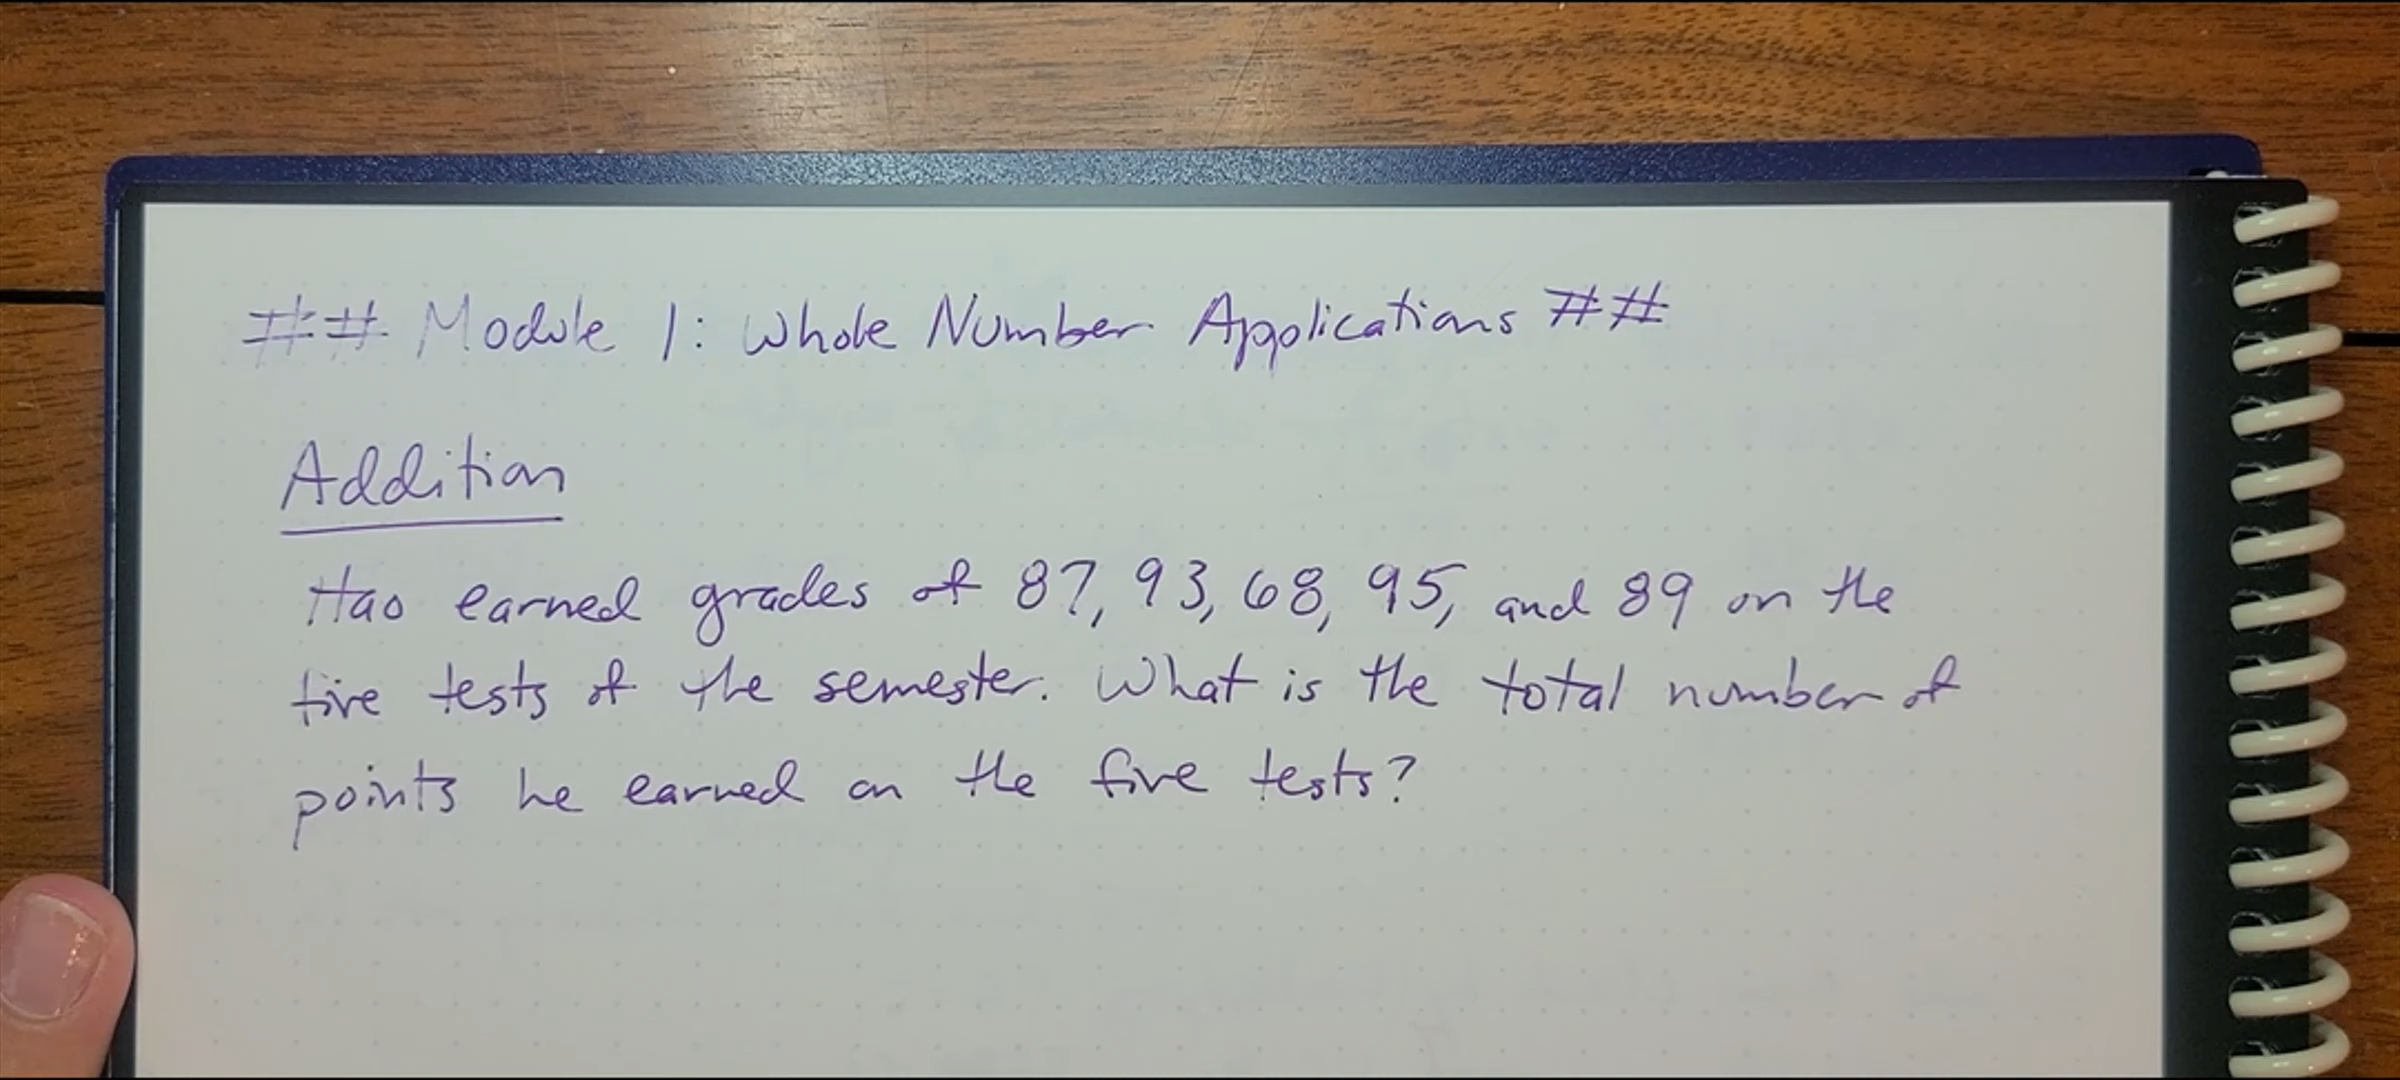 ## Module 1: Whole Number Applications ##
Addition
Hao earned grades of 87, 93, 68, 95, and 89 on the
five tests of the semester. What is the total number of
points he earned on the five tests?